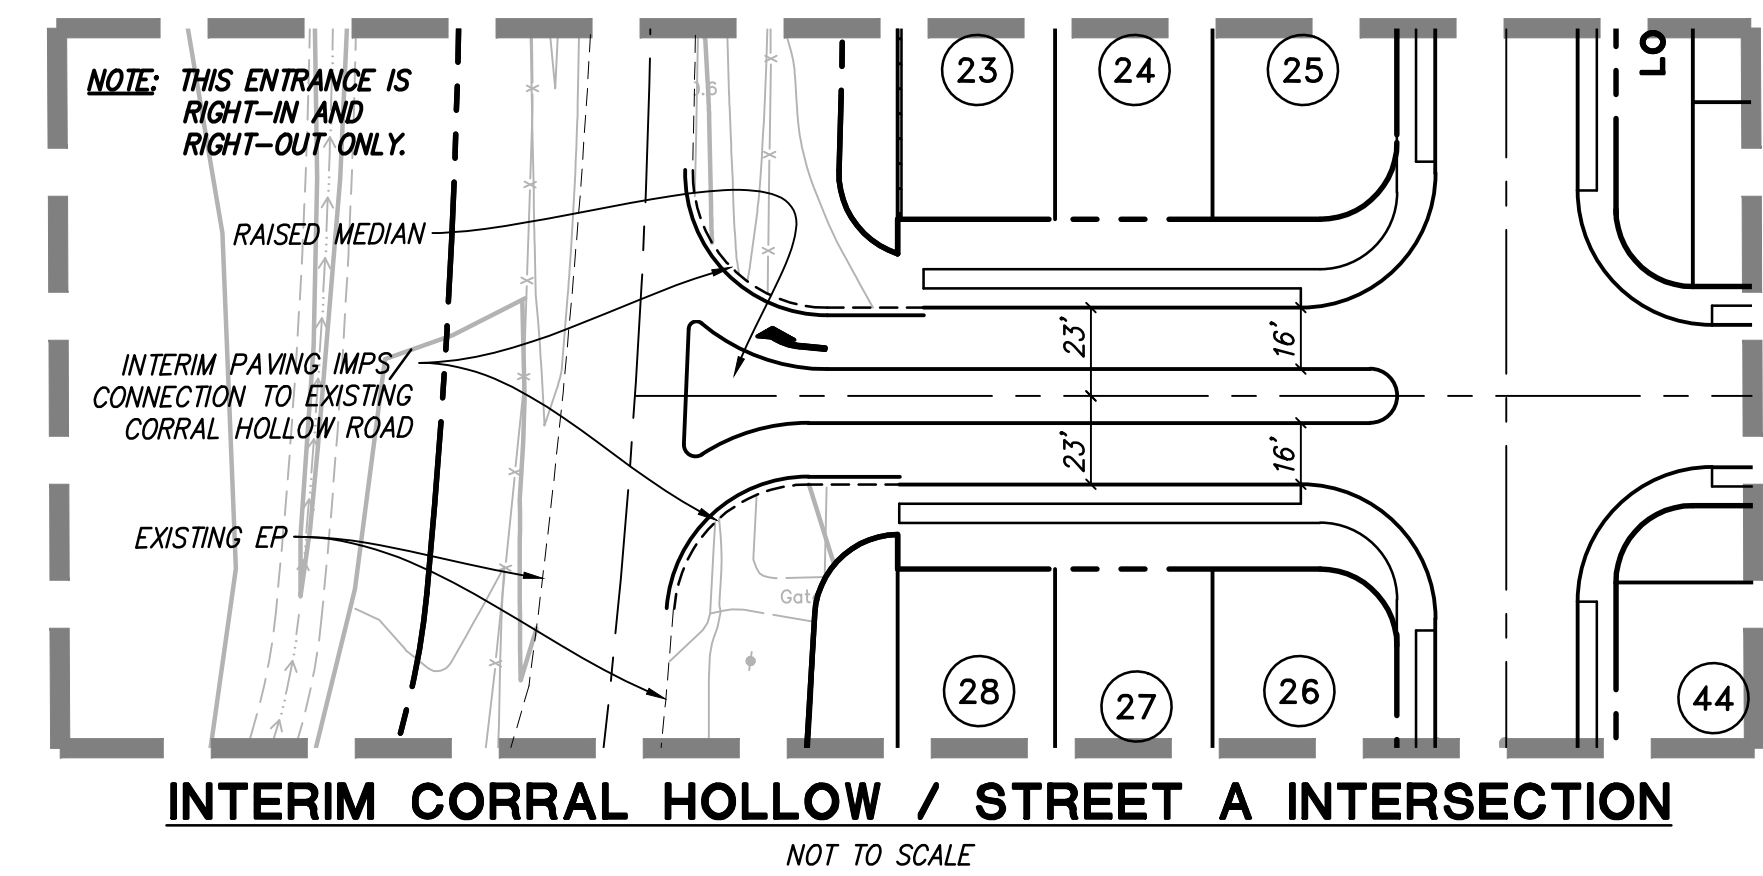 NOTE: THIS ENTRANCE IS
RIGHT-IN AND
RIGHT-OUT ONLY.
23
24
25
LO
RAISED MEDIAN
INTERIM PAVING IMPS/
CONNECTION TO EXISTING
CORRAL HOLLOW ROAD
23'
16'
23'
16'
EXISTING EP
28
27
26
44
INTERIM CORRAL HOLLOW / STREET A INTERSECTION
NOT TO SCALE